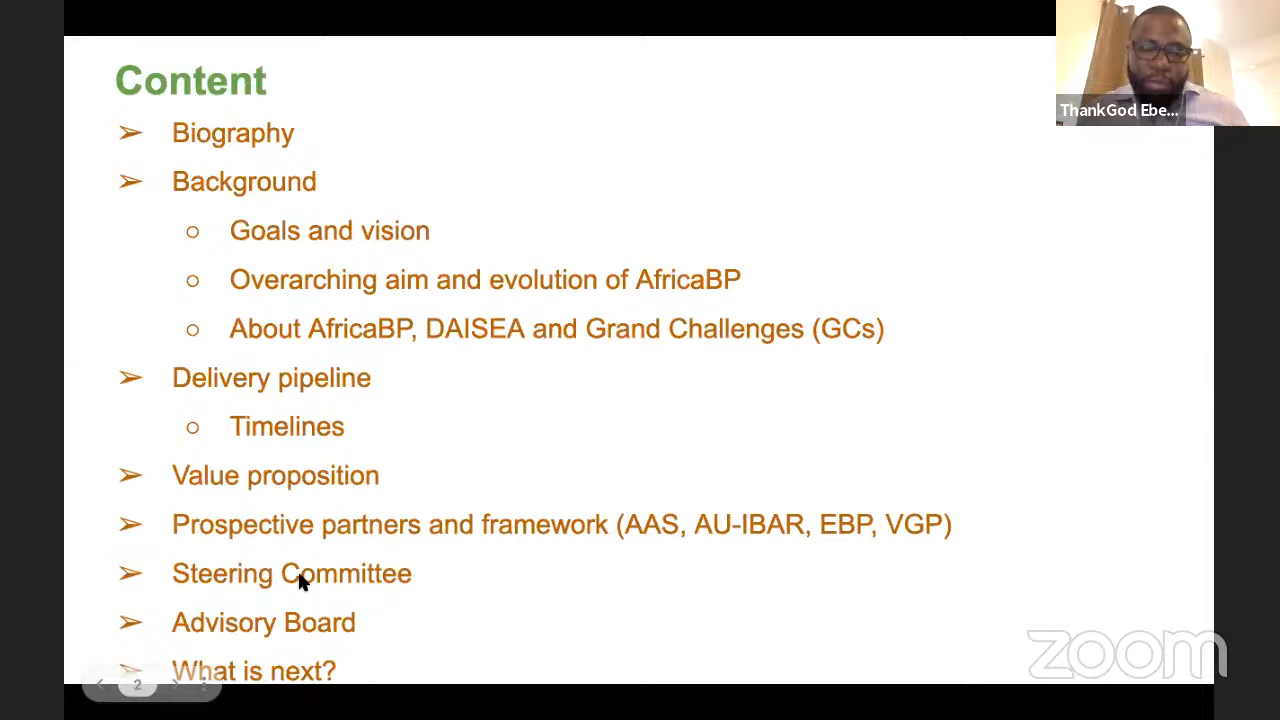 Content
➢ Biography
➢ Background
○ Goals and vision
○ Overarching aim and evolution of AfricaBP
○ About AfricaBP, DAISEA and Grand Challenges (GCs)
➢ Delivery pipeline
○ Timelines
➢ Value proposition
➢ Prospective partners and framework (AAS, AU-IBAR, EBP, VGP)
➢ Steering Committee
➢ Advisory Board
➢ What is next?
2
ThankGod Ebe...
zoom